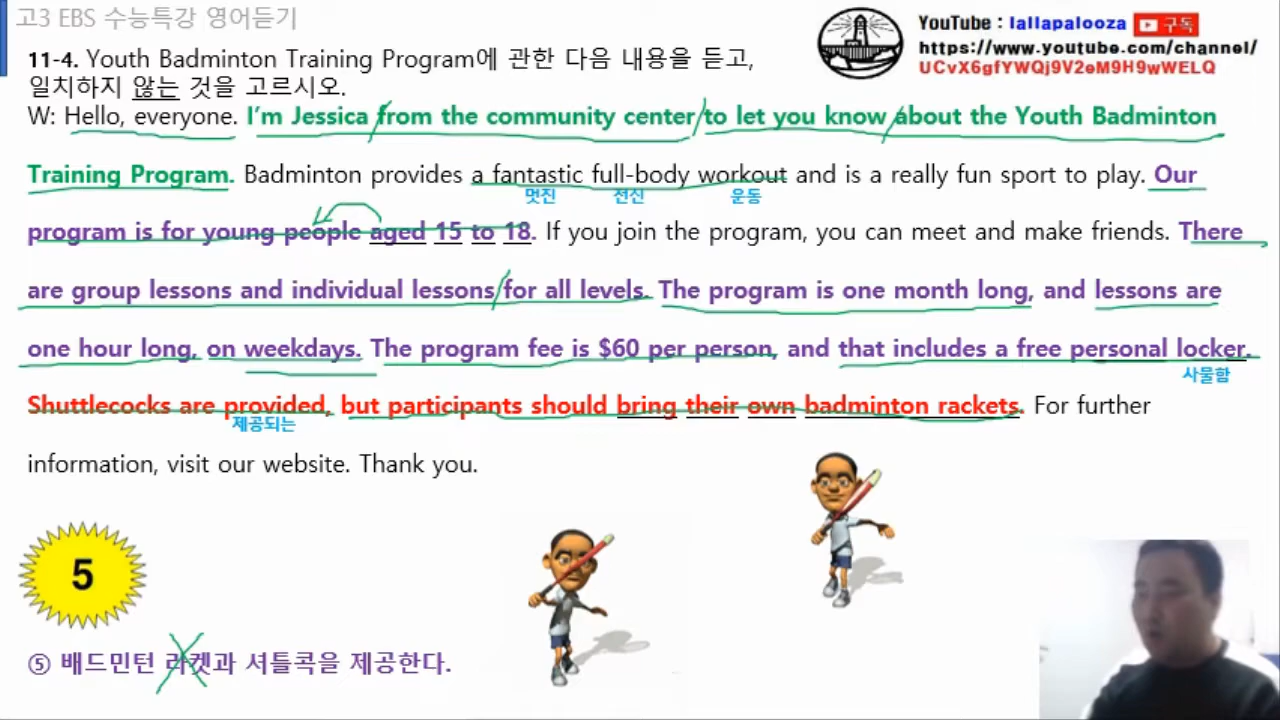 고3 EBS 수능특강 영어듣기
YouTube : lallapalooza 구독
https://www.youtube.com/channel/
UCvX6gfYWQj9V2eM9H9wWELQ
11-4. Youth Badminton Training Program에 관한 다음 내용을 듣고,
일치하지 않는 것을 고르시오.
W: Hello, everyone. I'm Jessica from the community center to let you know about the Youth Badminton
Training Program. Badminton provides a fantastic full-body workout and is a really fun sport to play. Our
멋진 전신 운동
program is for young people aged 15 to 18. If you join the program, you can meet and make friends. There
are group lessons and individual lessons for all levels. The program is one month long, and lessons are
one hour long, on weekdays. The program fee is $60 per person, and that includes a free personal locker.
사물함
Shuttlecocks are provided, but participants should bring their own badminton rackets. For further
제공되는
information, visit our website. Thank you.
5
⑤ 배드민턴 라켓과 셔틀콕을 제공한다.